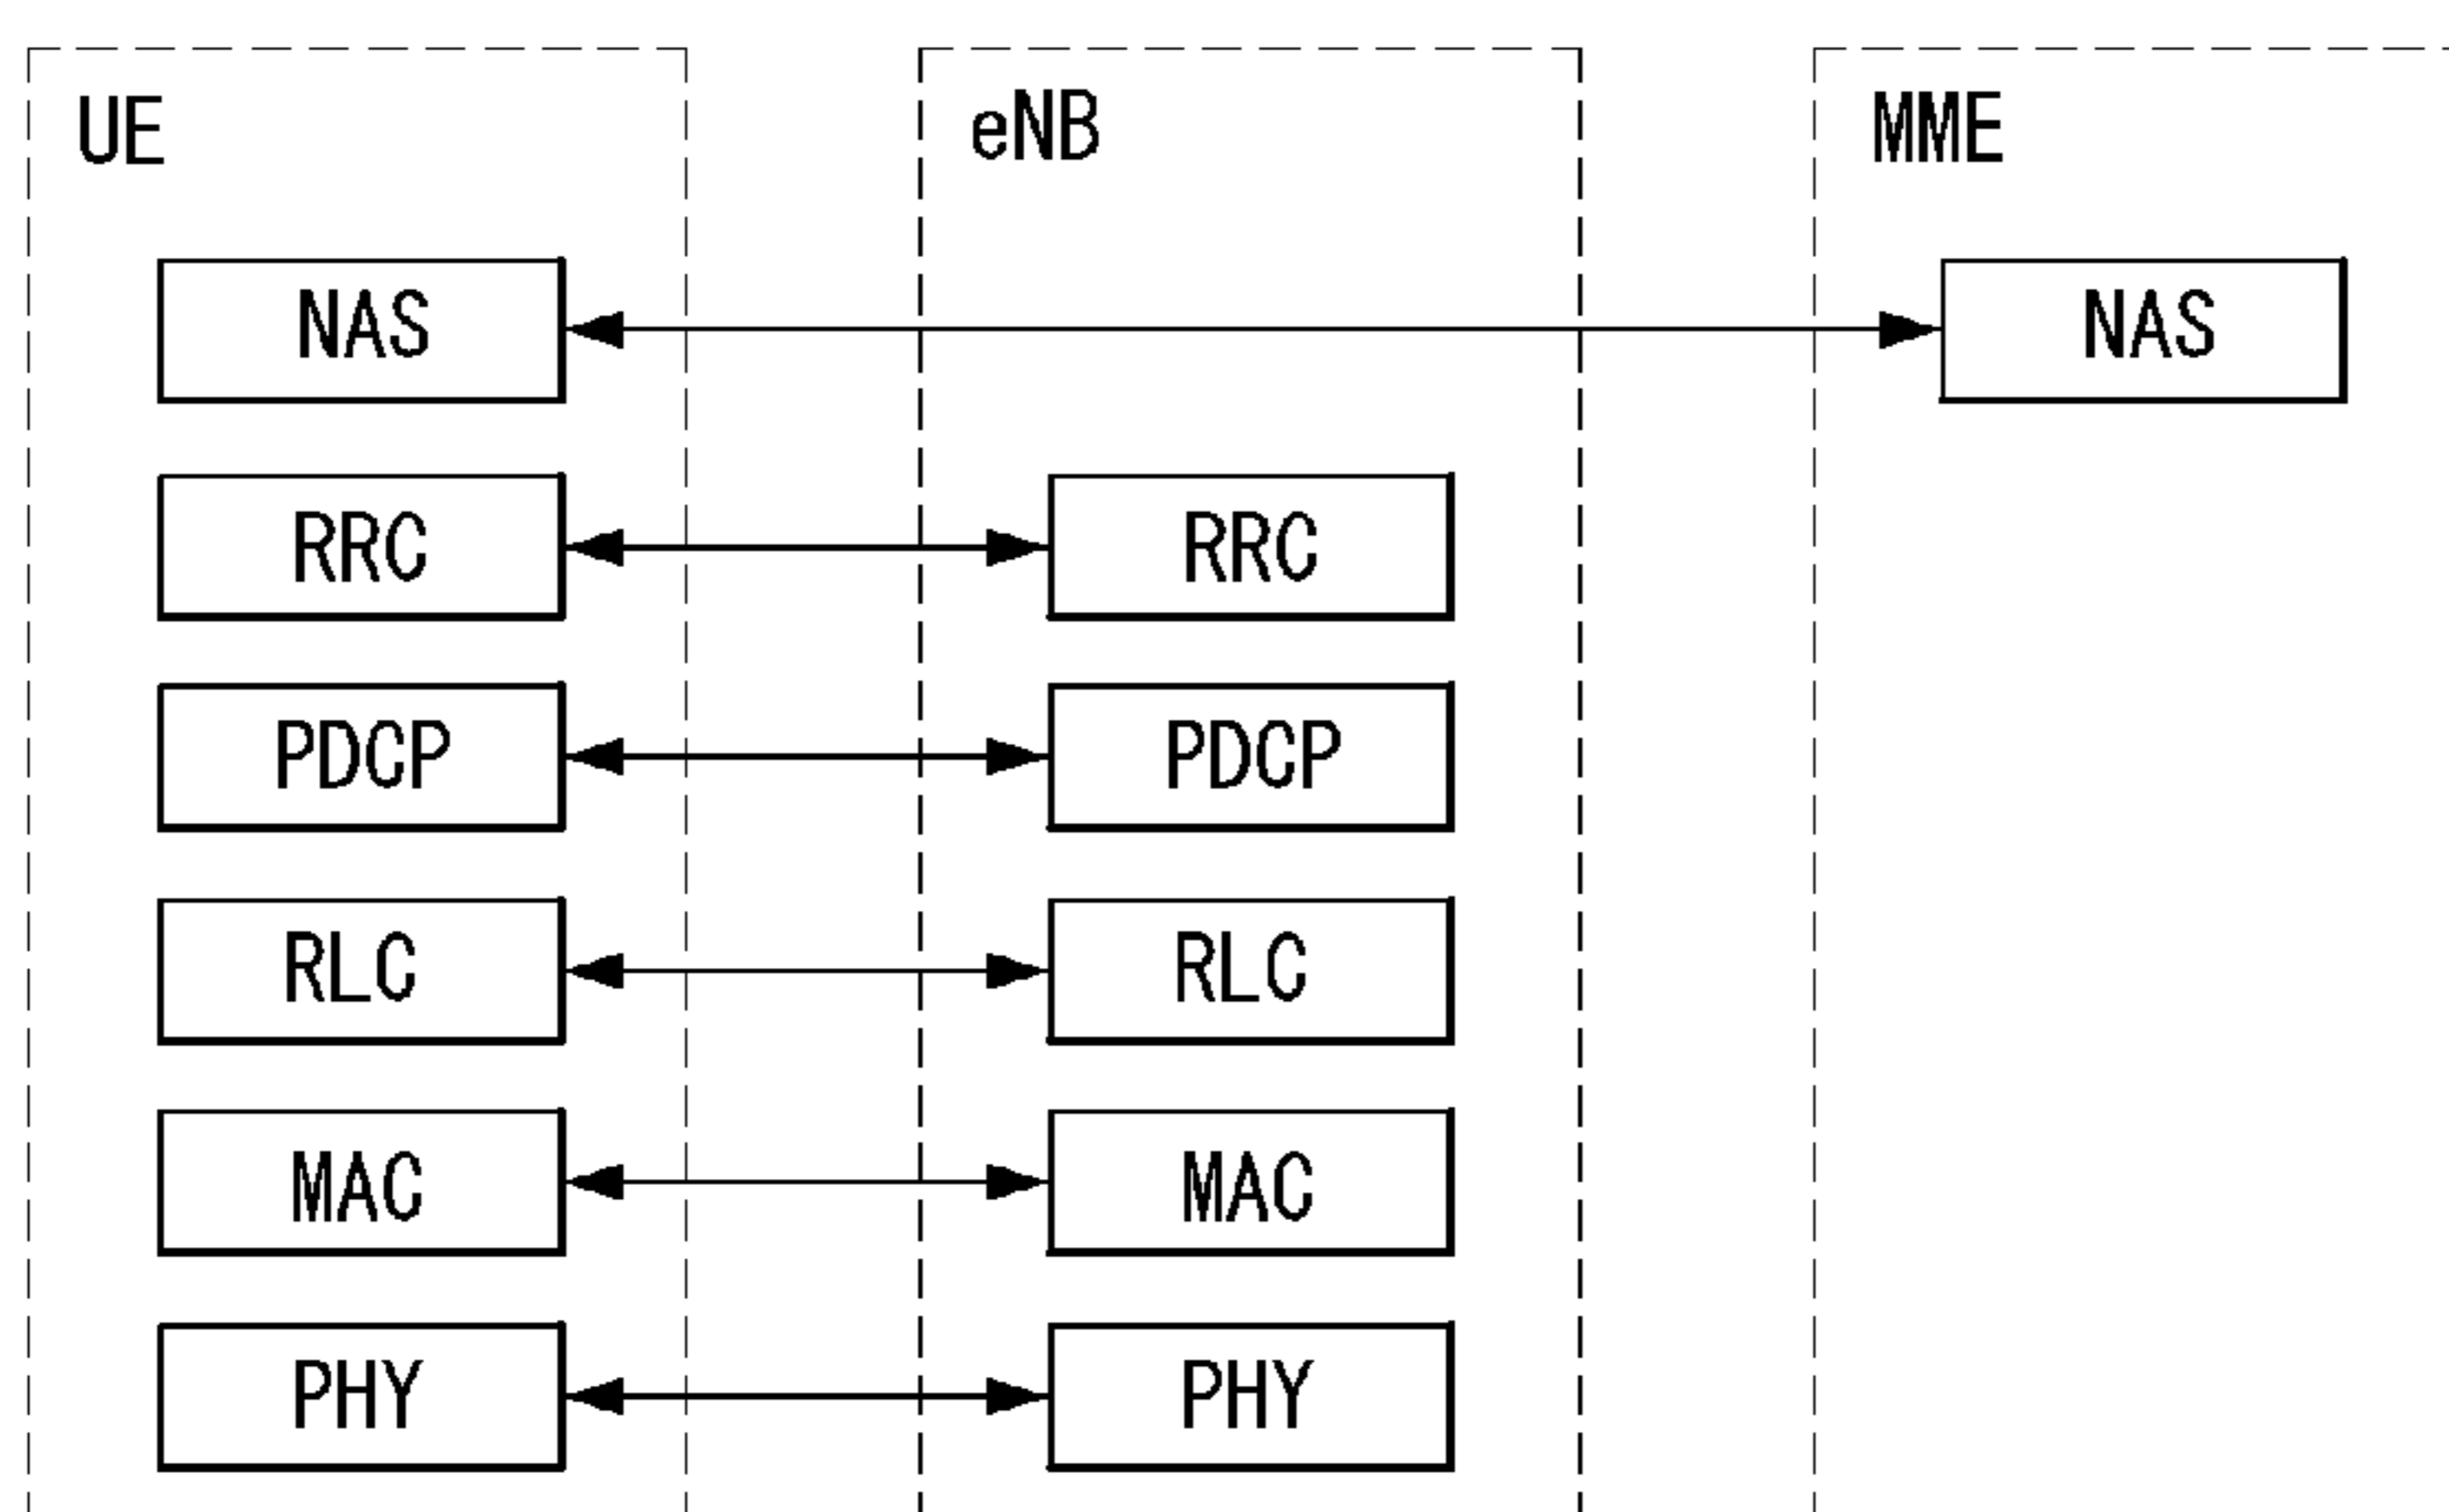 UE
eNB
MME
NAS
NAS
RRC
RRC
PDCP
PDCP
RLC
RLC
MAC
MAC
PHY
PHY